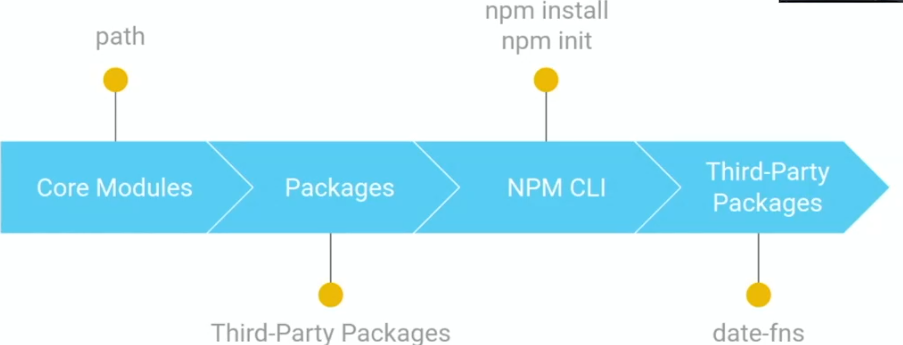 path
npm install
npm init
Core Modules
Packages
NPM CLI
Third-Party
Packages
Third-Party Packages
date-fns